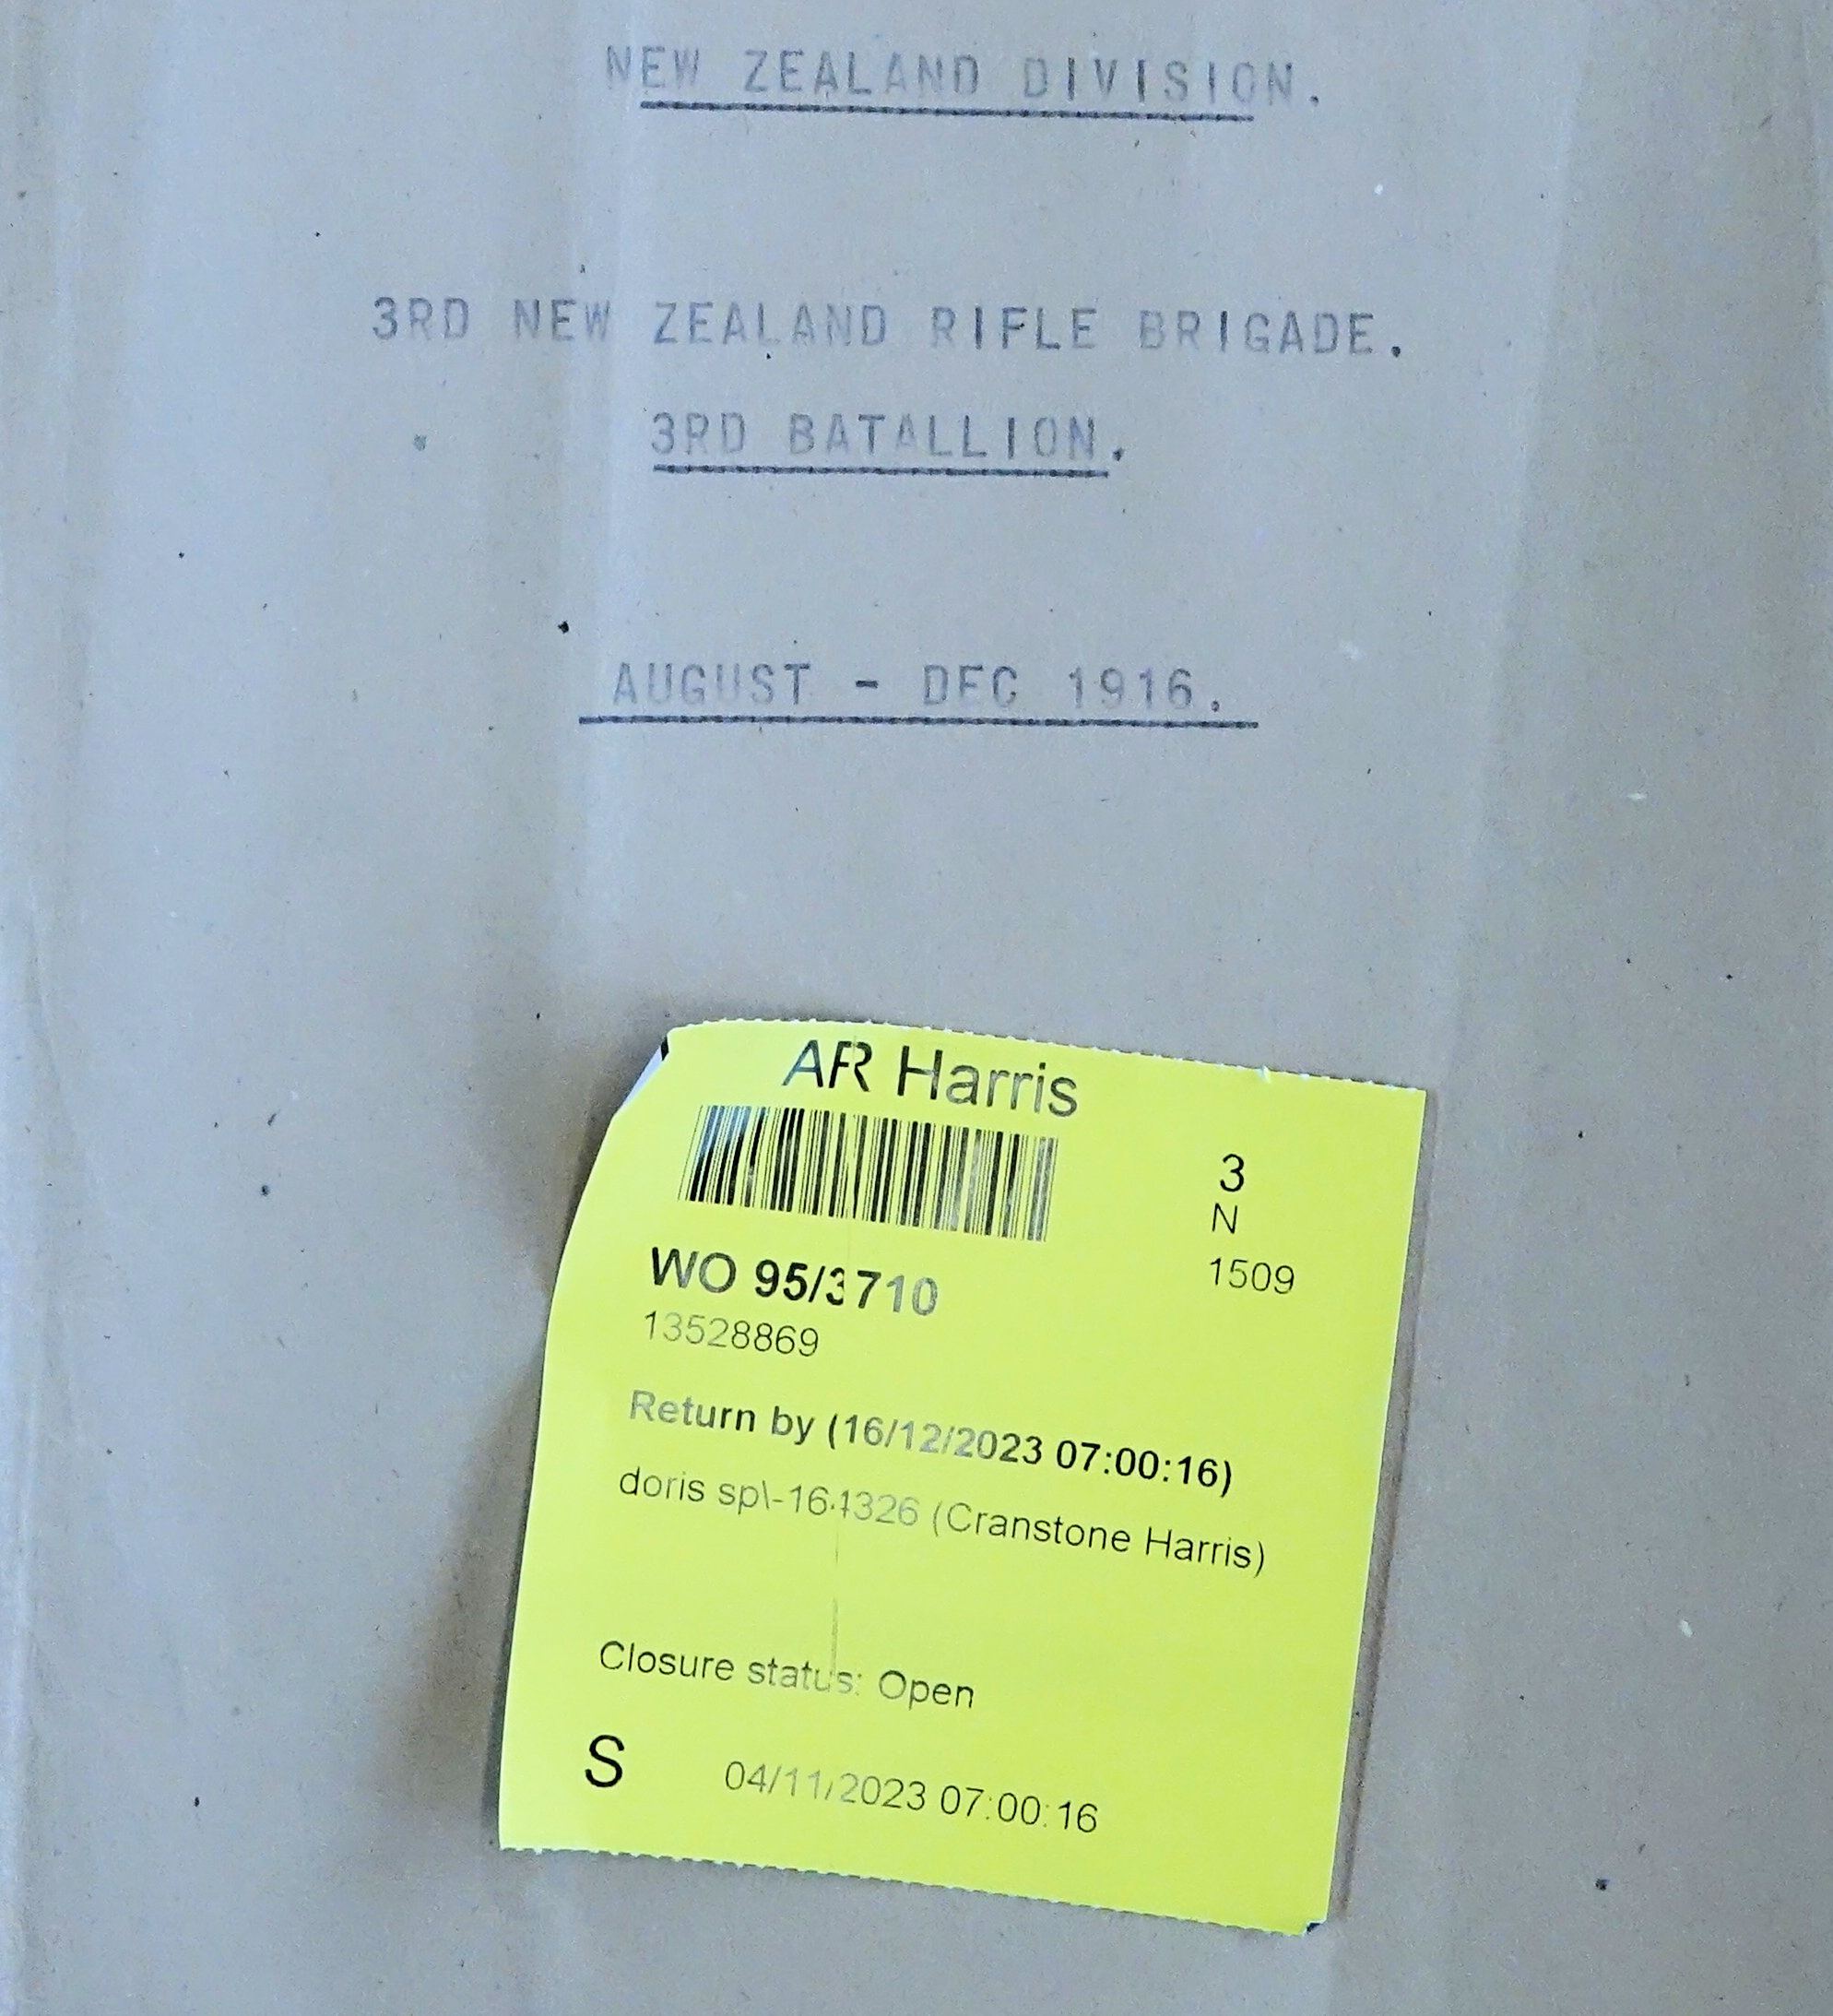 NEW ZEALAND DIVISION.
3RD NEW ZEALAND RIFLE BRIGADE.
3RD BATALLION.
AUGUST - DEC 1916.
AR Harris
3
N
1509
WO 95/3710
13528869
Return by (16/12/2023 07:00:16)
doris spl-164326 (Cranstone Harris)
Closure status: Open
S 04/11/2023 07:00:16